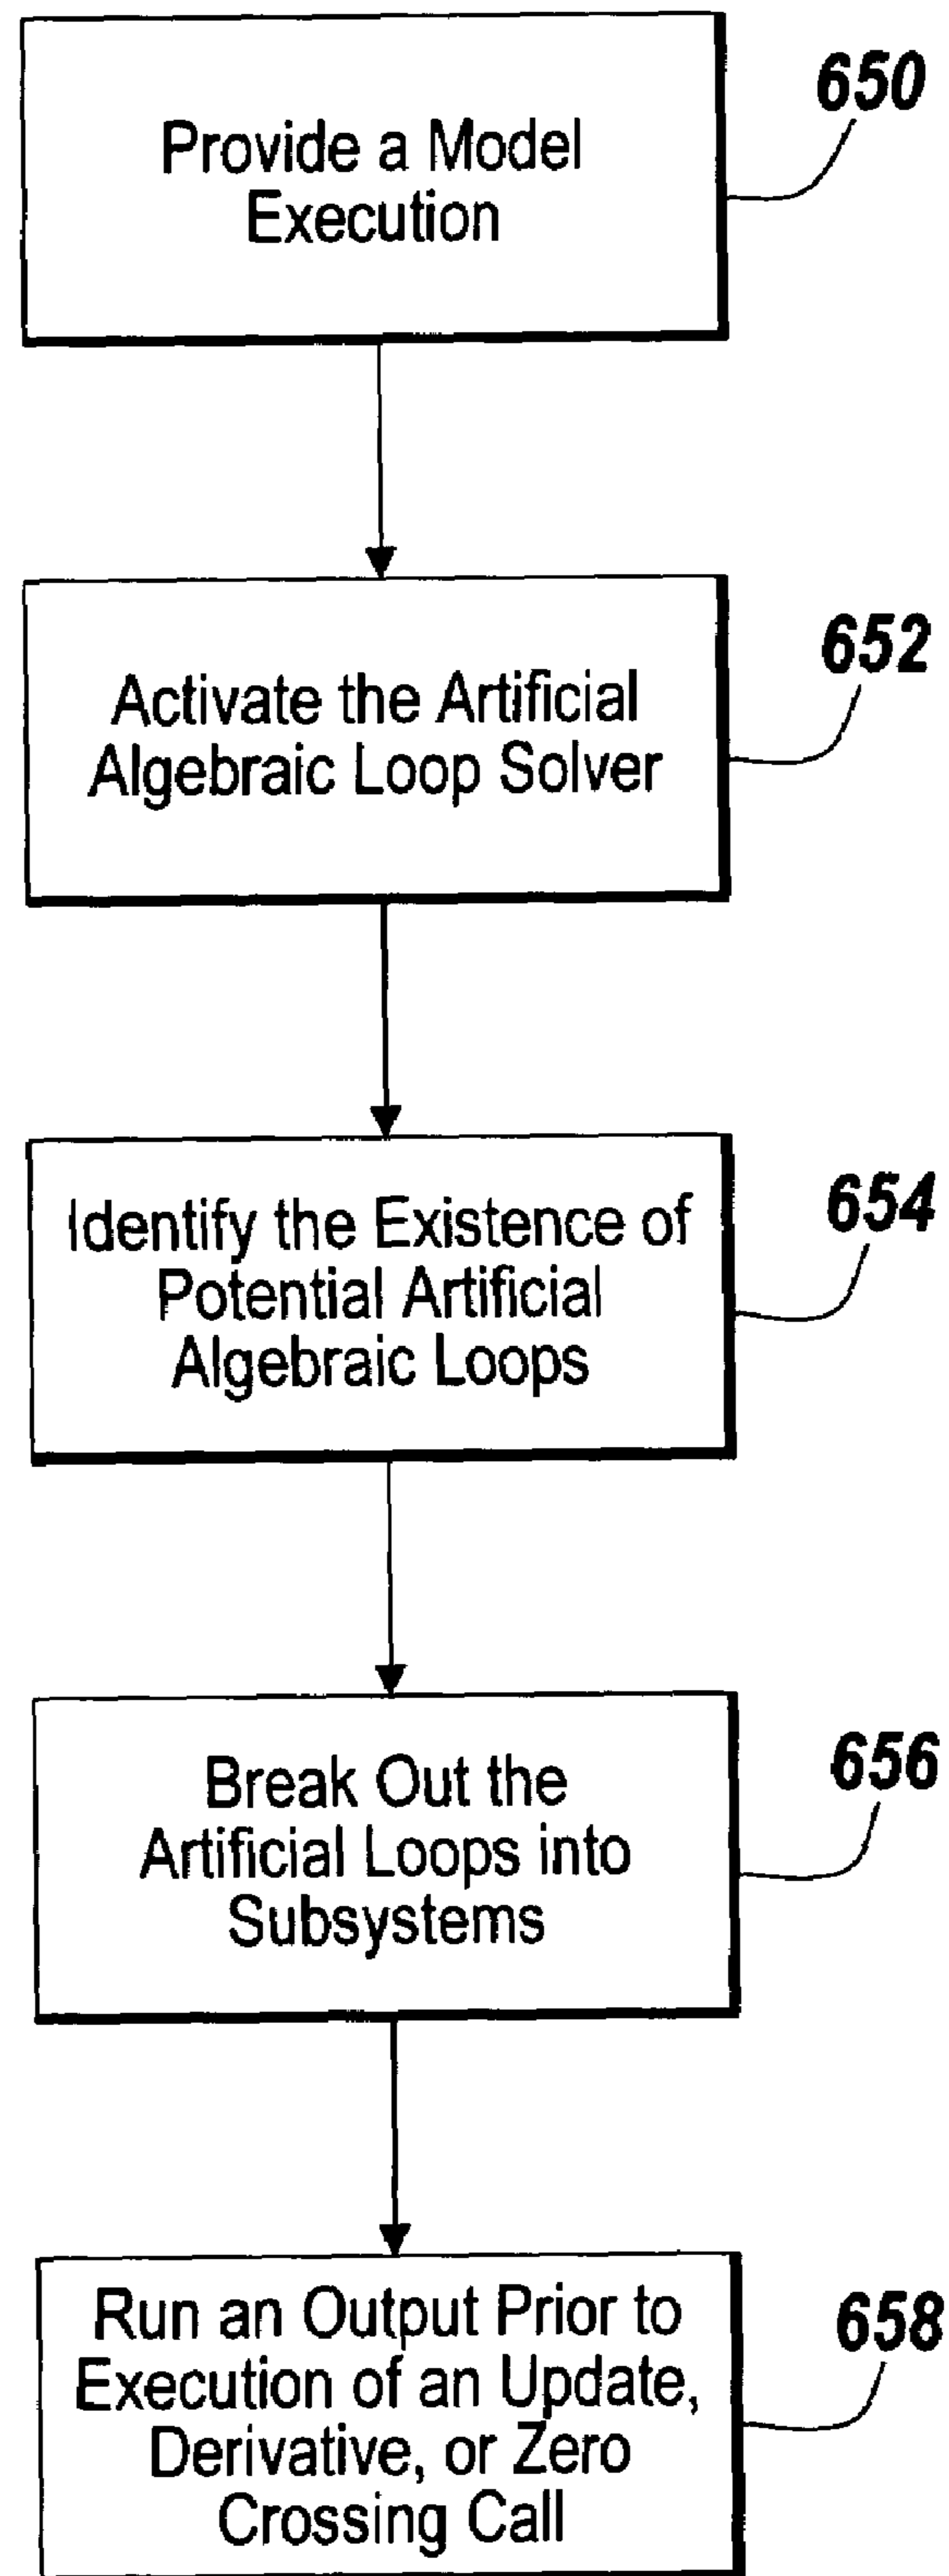 Provide a Model
Execution
650
Activate the Artificial
Algebraic Loop Solver
652
Identify the Existence of
Potential Artificial
Algebraic Loops
654
Break Out the
Artificial Loops into
Subsystems
656
Run an Output Prior to
Execution of an Update,
Derivative, or Zero
Crossing Call
658